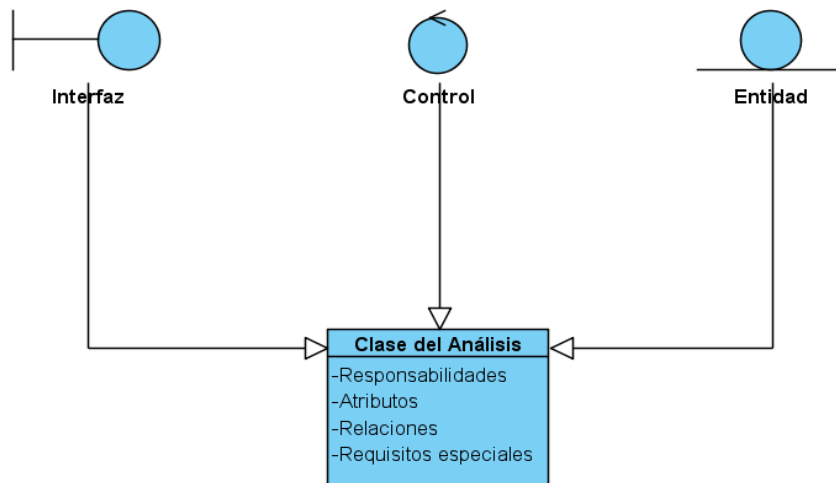 Interfaz
Control
Entidad
Clase del Análisis
-Responsabilidades
-Atributos
-Relaciones
-Requisitos especiales